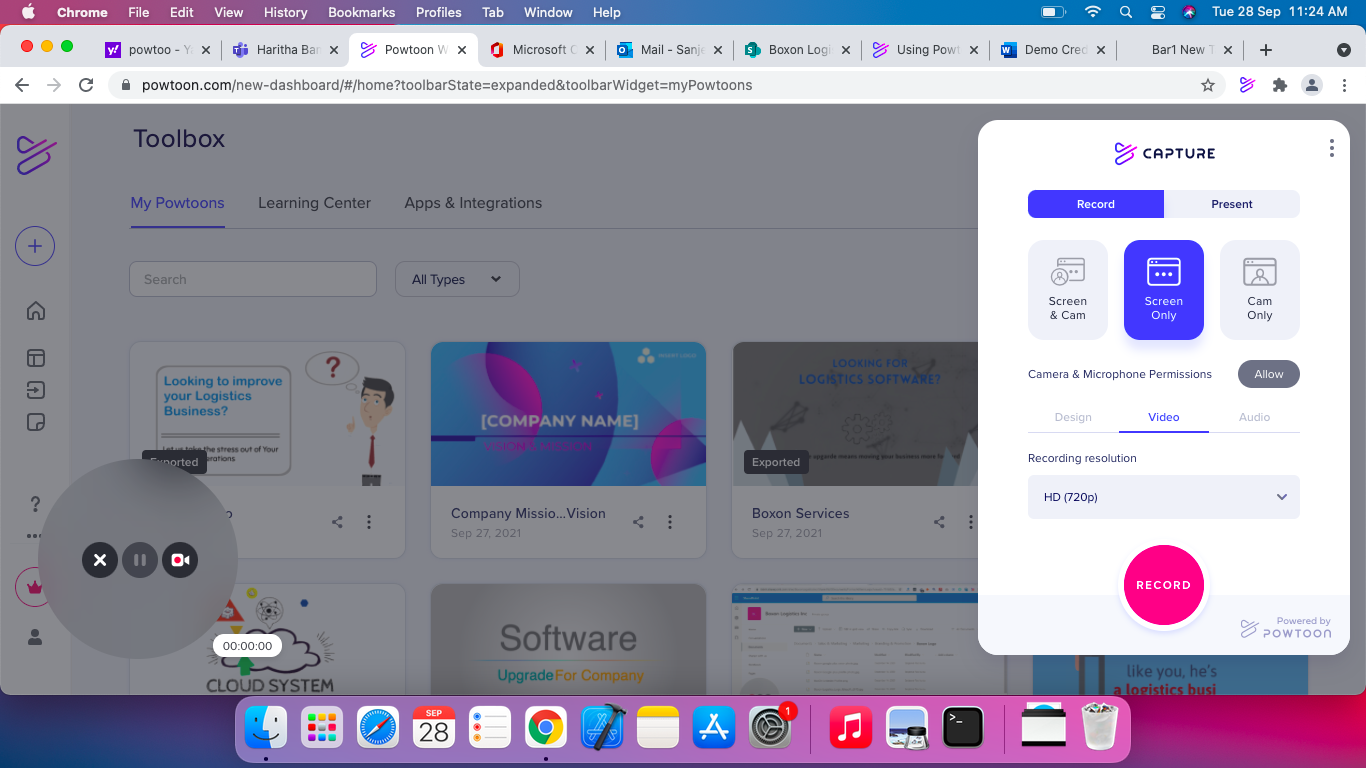 Chrome File Edit View History Bookmarks Profiles Tab Window Help Tue 28 Sep 11:24 AM
powtoo - Y Haritha Ba Powtoon W Microsoft O Mail - Sanje Boxon Logi Using Powt Demo Cred Bar1 New T
powtoon.com/new-dashboard/#/home?toolbarState=expanded&toolbarWidget=myPowtoons
Toolbox
My Powtoons Learning Center Apps & Integrations
Search
All Types
Looking to improve
your Logistics
Business?
Let us take the stress out of Your
?
Exported
[COMPANY NAME]
LOOKING FOR
LOGISTICS SOFTWARE?
Exported
Company Missio...Vision
Sep 27, 2021
Boxon Services
Sep 27, 2021
?
00:00:00
CLOUD SYSTEM
Software
Upgrade For Company
like you, he's
a logistics busi
CAPTURE
Record Present
Screen
& Cam
Screen
Only
Cam
Only
Camera & Microphone Permissions Allow
Design Video Audio
Recording resolution
HD (720p)
RECORD
Powered by
POWTOON
SEP
28
1